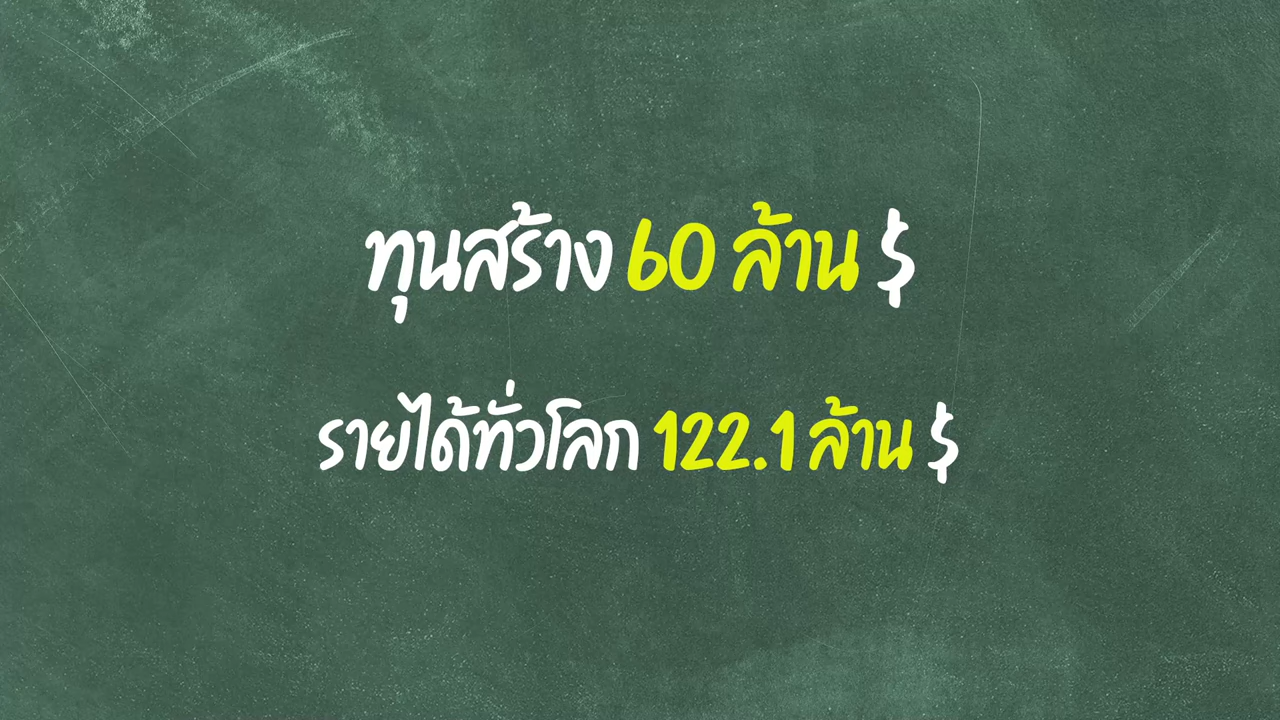 ทุนสร้าง 60 ล้าน $
รายได้ทั่วโลก 122.1 ล้าน $